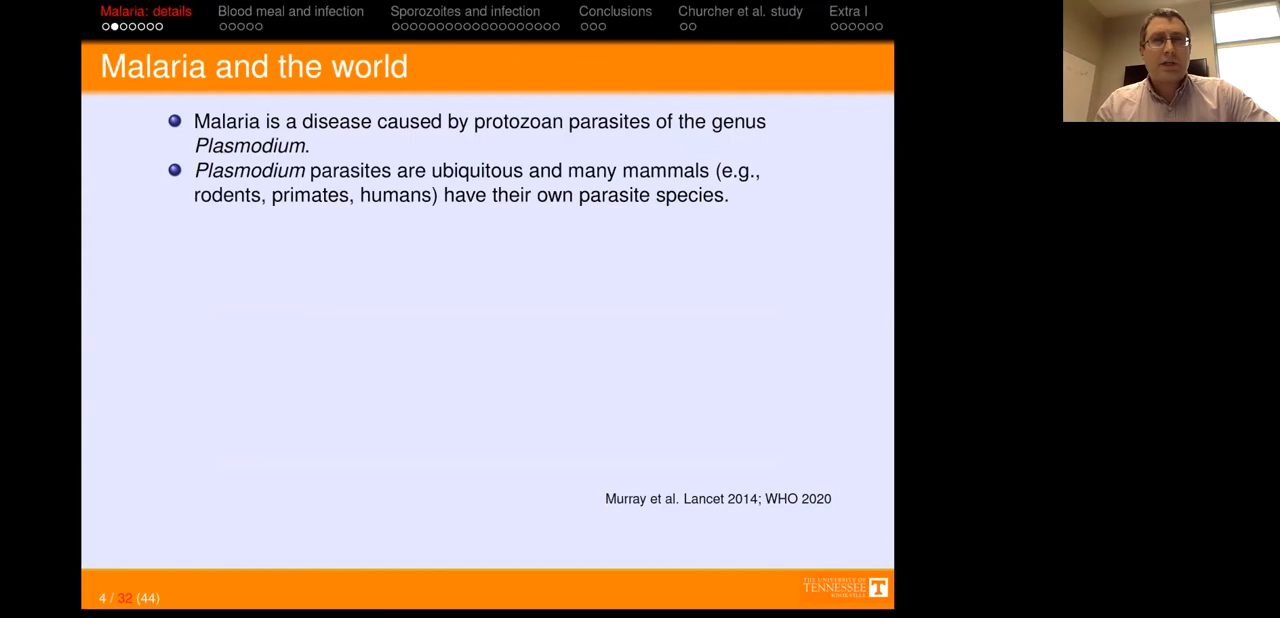 Malaria: details Blood meal and infection Sporozoites and infection Conclusions Churcher et al. study Extra I
Malaria and the world
Malaria is a disease caused by protozoan parasites of the genus
Plasmodium.
Plasmodium parasites are ubiquitous and many mammals (e.g.,
rodents, primates, humans) have their own parasite species.
Murray et al. Lancet 2014; WHO 2020
THE UNIVERSITY OF
TENNESSEE T
KNOXVILLE
4 / 32 (44)